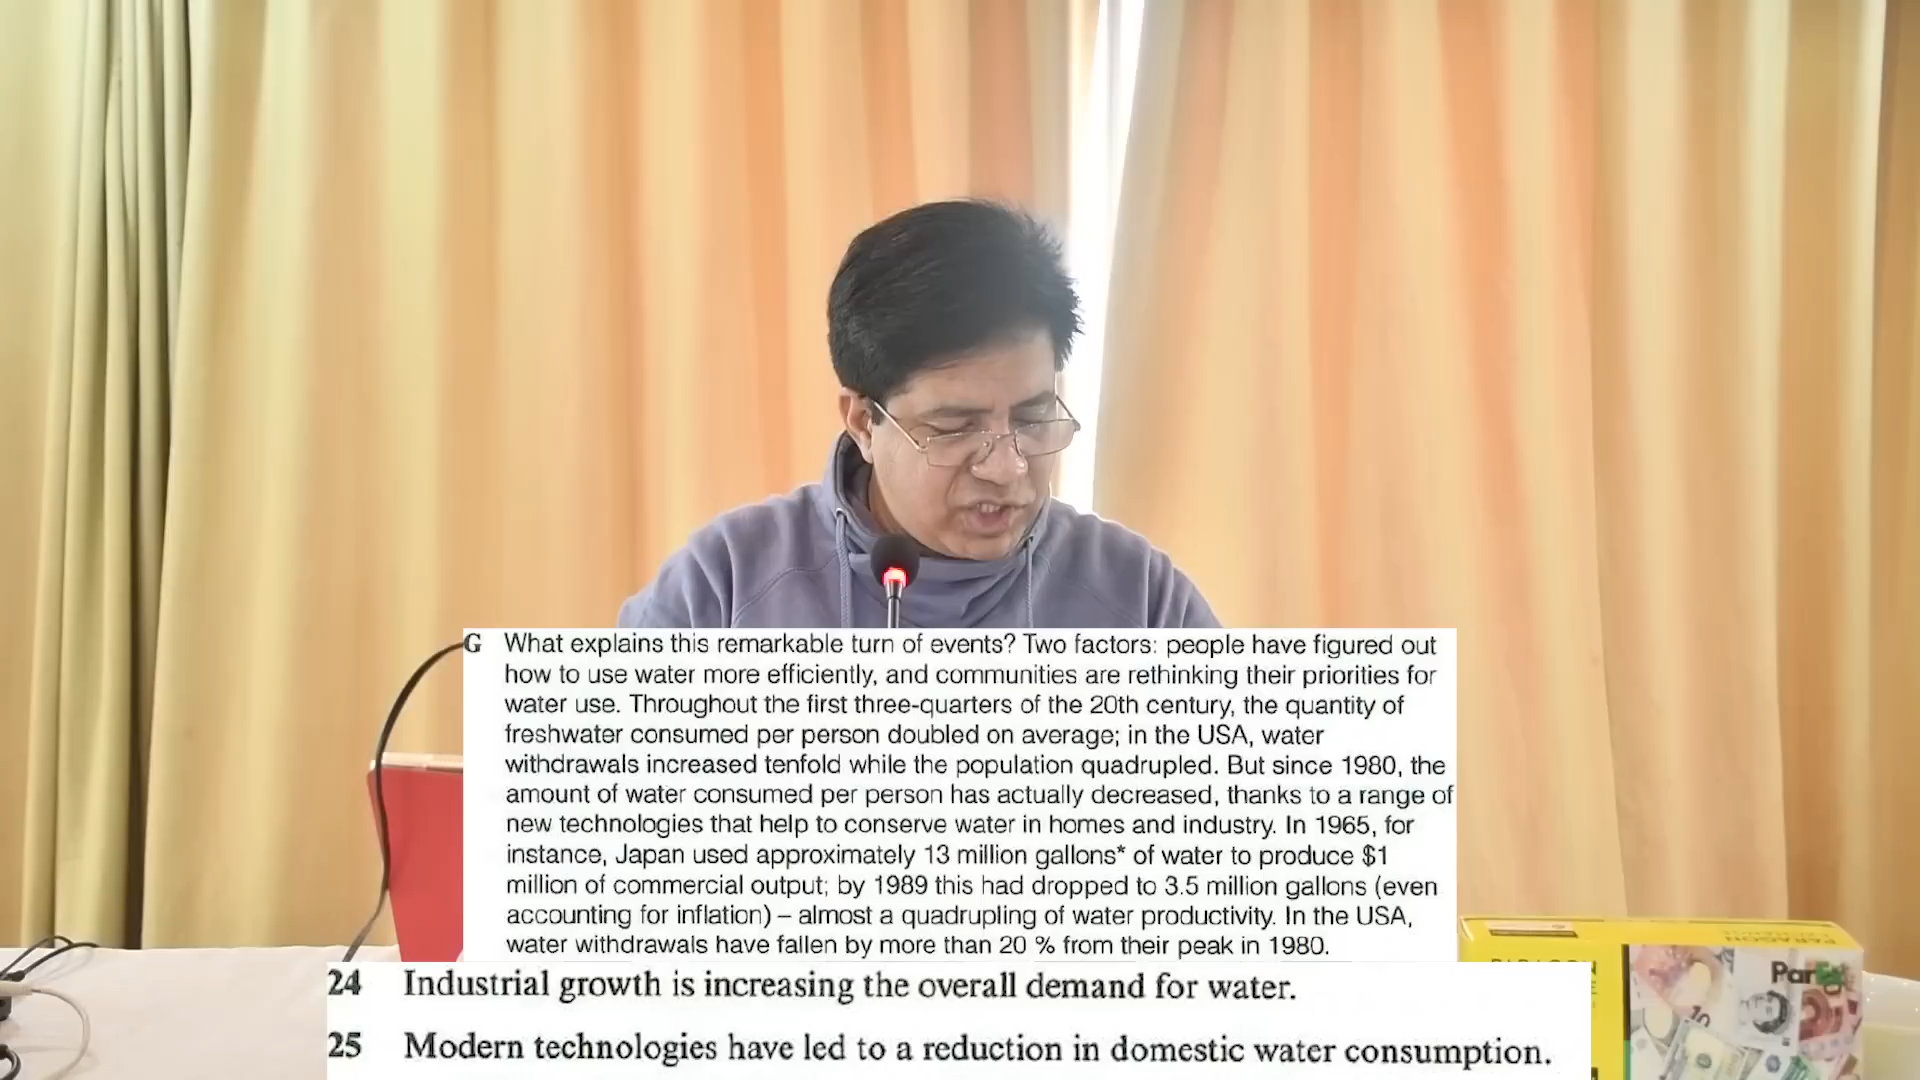 G What explains this remarkable turn of events? Two factors: people have figured out
how to use water more efficiently, and communities are rethinking their priorities for
water use. Throughout the first three-quarters of the 20th century, the quantity of
freshwater consumed per person doubled on average; in the USA, water
withdrawals increased tenfold while the population quadrupled. But since 1980, the
amount of water consumed per person has actually decreased, thanks to a range of
new technologies that help to conserve water in homes and industry. In 1965, for
instance, Japan used approximately 13 million gallons* of water to produce $1
million of commercial output; by 1989 this had dropped to 3.5 million gallons (even
accounting for inflation) – almost a quadrupling of water productivity. In the USA,
water withdrawals have fallen by more than 20 % from their peak in 1980.
24 Industrial growth is increasing the overall demand for water.
25 Modern technologies have led to a reduction in domestic water consumption.
PARAGON
10